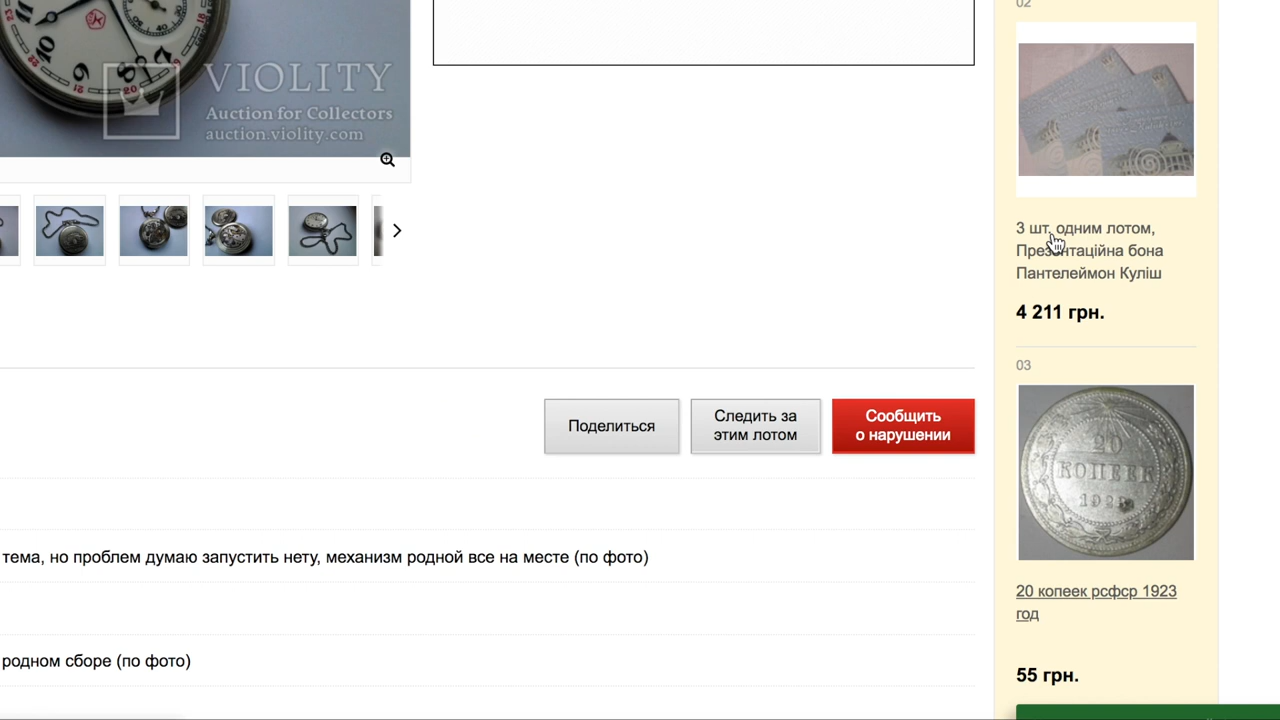 VIOLITY
Auction for Collectors
auction.violity.com
02
3 шт. одним лотом,
Презентаційна бона
Пантелеймон Куліш
4 211 грн.
03
20
КОПЕЕК
20 копеек рсфср 1923
год
55 грн.
Поделиться
Следить за
этим лотом
Сообщить
о нарушении
тема, но проблем думаю запустить нету, механизм родной все на месте (по фото)
родном сборе (по фото)